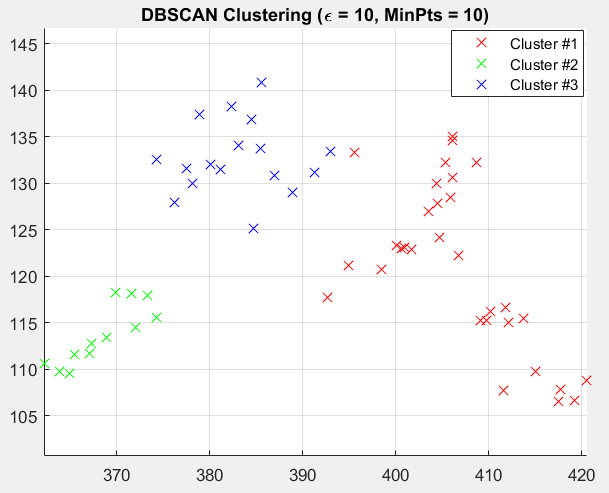 DBSCAN Clustering (ϵ = 10, MinPts = 10)
Cluster #1
Cluster #2
Cluster #3
145
140
135
130
125
120
115
110
105
370 380 390 400 410 420